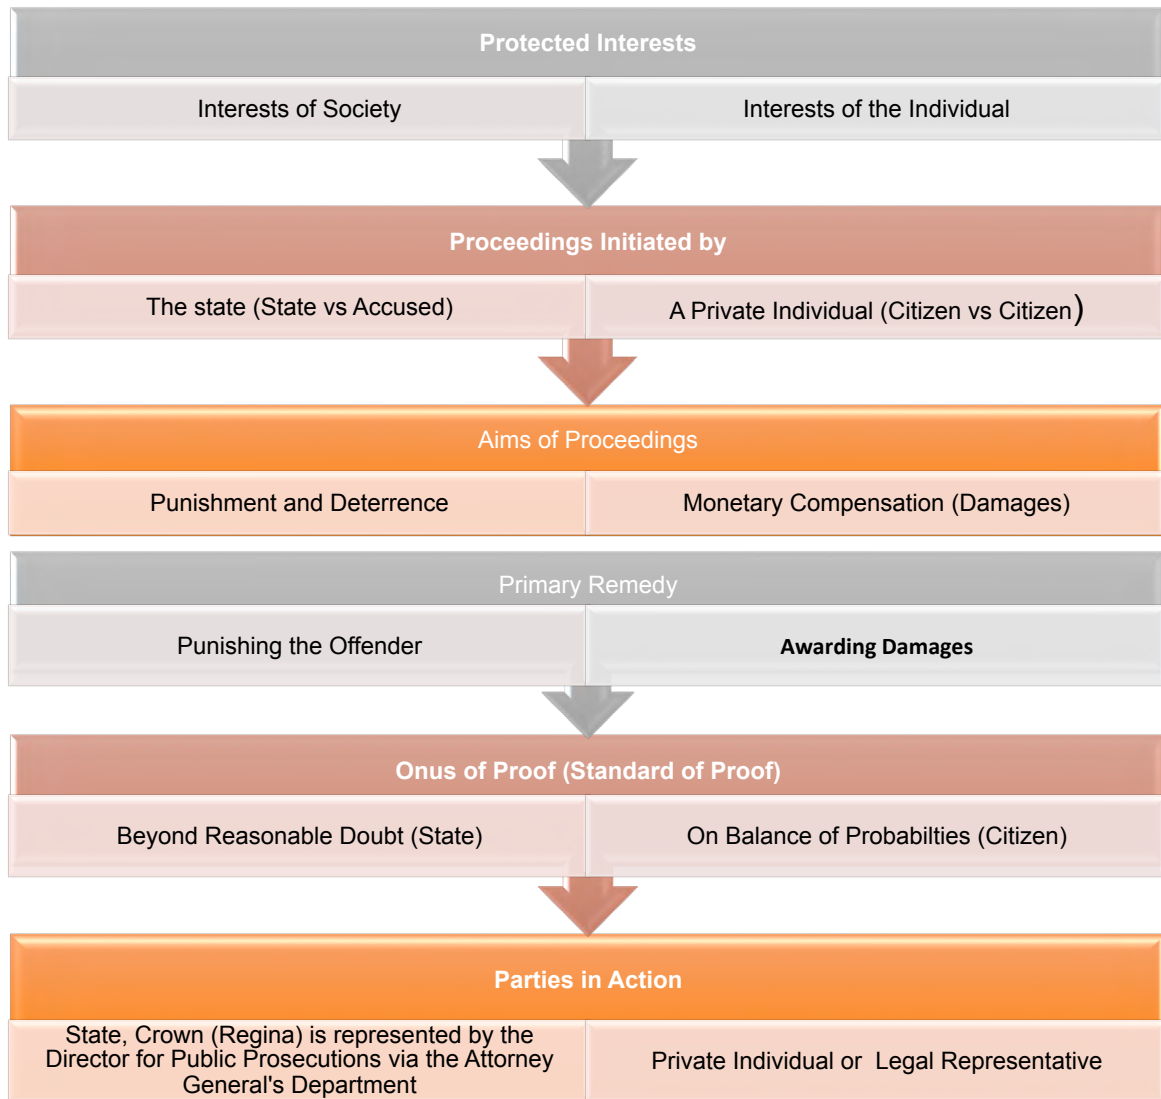 Protected Interests
Interests of Society
Interests of the Individual
Proceedings Initiated by
The state (State vs Accused)
A Private Individual (Citizen vs Citizen)
Aims of Proceedings
Punishment and Deterrence
Monetary Compensation (Damages)
Primary Remedy
Punishing the Offender
Awarding Damages
Onus of Proof (Standard of Proof)
Beyond Reasonable Doubt (State)
On Balance of Probabilties (Citizen)
Parties in Action
State, Crown (Regina) is represented by the
Director for Public Prosecutions via the Attorney
General's Department
Private Individual or  Legal Representative